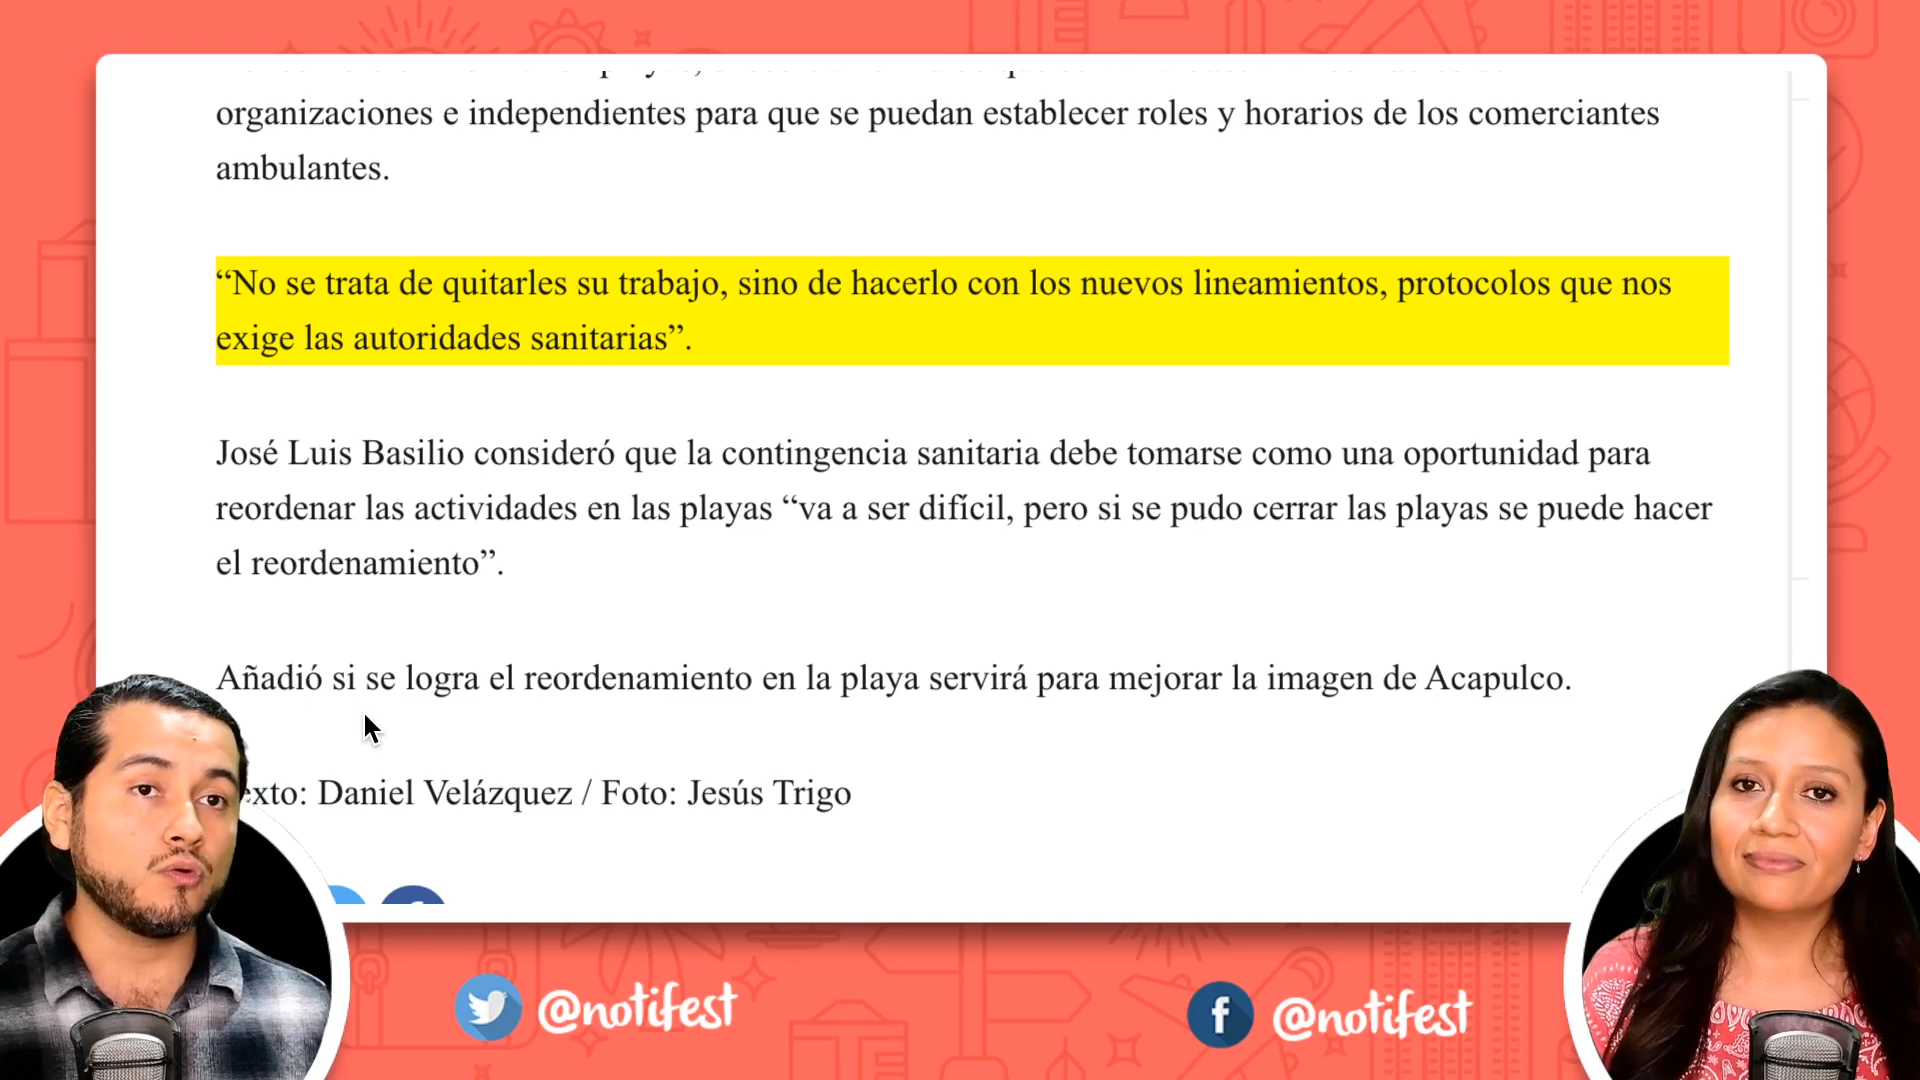 organizaciones e independientes para que se puedan establecer roles y horarios de los comerciantes
ambulantes.
“No se trata de quitarles su trabajo, sino de hacerlo con los nuevos lineamientos, protocolos que nos
exige las autoridades sanitarias”.
José Luis Basilio consideró que la contingencia sanitaria debe tomarse como una oportunidad para
reordenar las actividades en las playas “va a ser difícil, pero si se pudo cerrar las playas se puede hacer
el reordenamiento”.
Añadió si se logra el reordenamiento en la playa servirá para mejorar la imagen de Acapulco.
exto: Daniel Velázquez / Foto: Jesús Trigo
@notifest
f @notifest